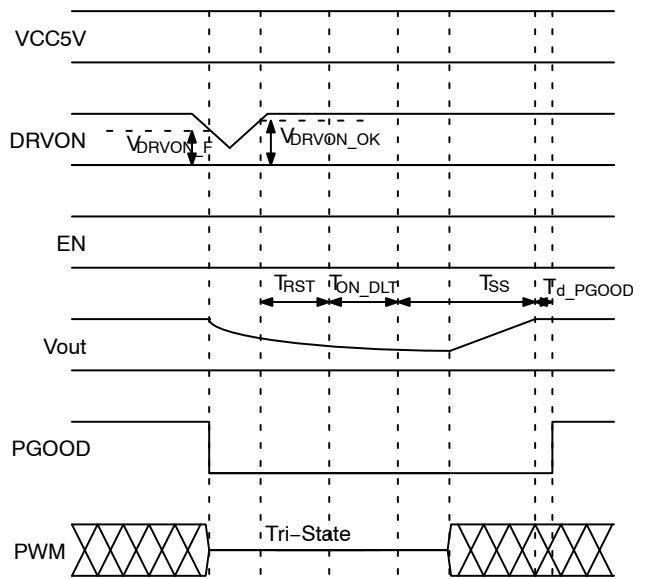 VCC5V
DRVON
VDRVON_F
VDRVON_OK
EN
TRST
TON_DLT
TSS
Td_PGOOD
Vout
PGOOD
Tri−State
PWM